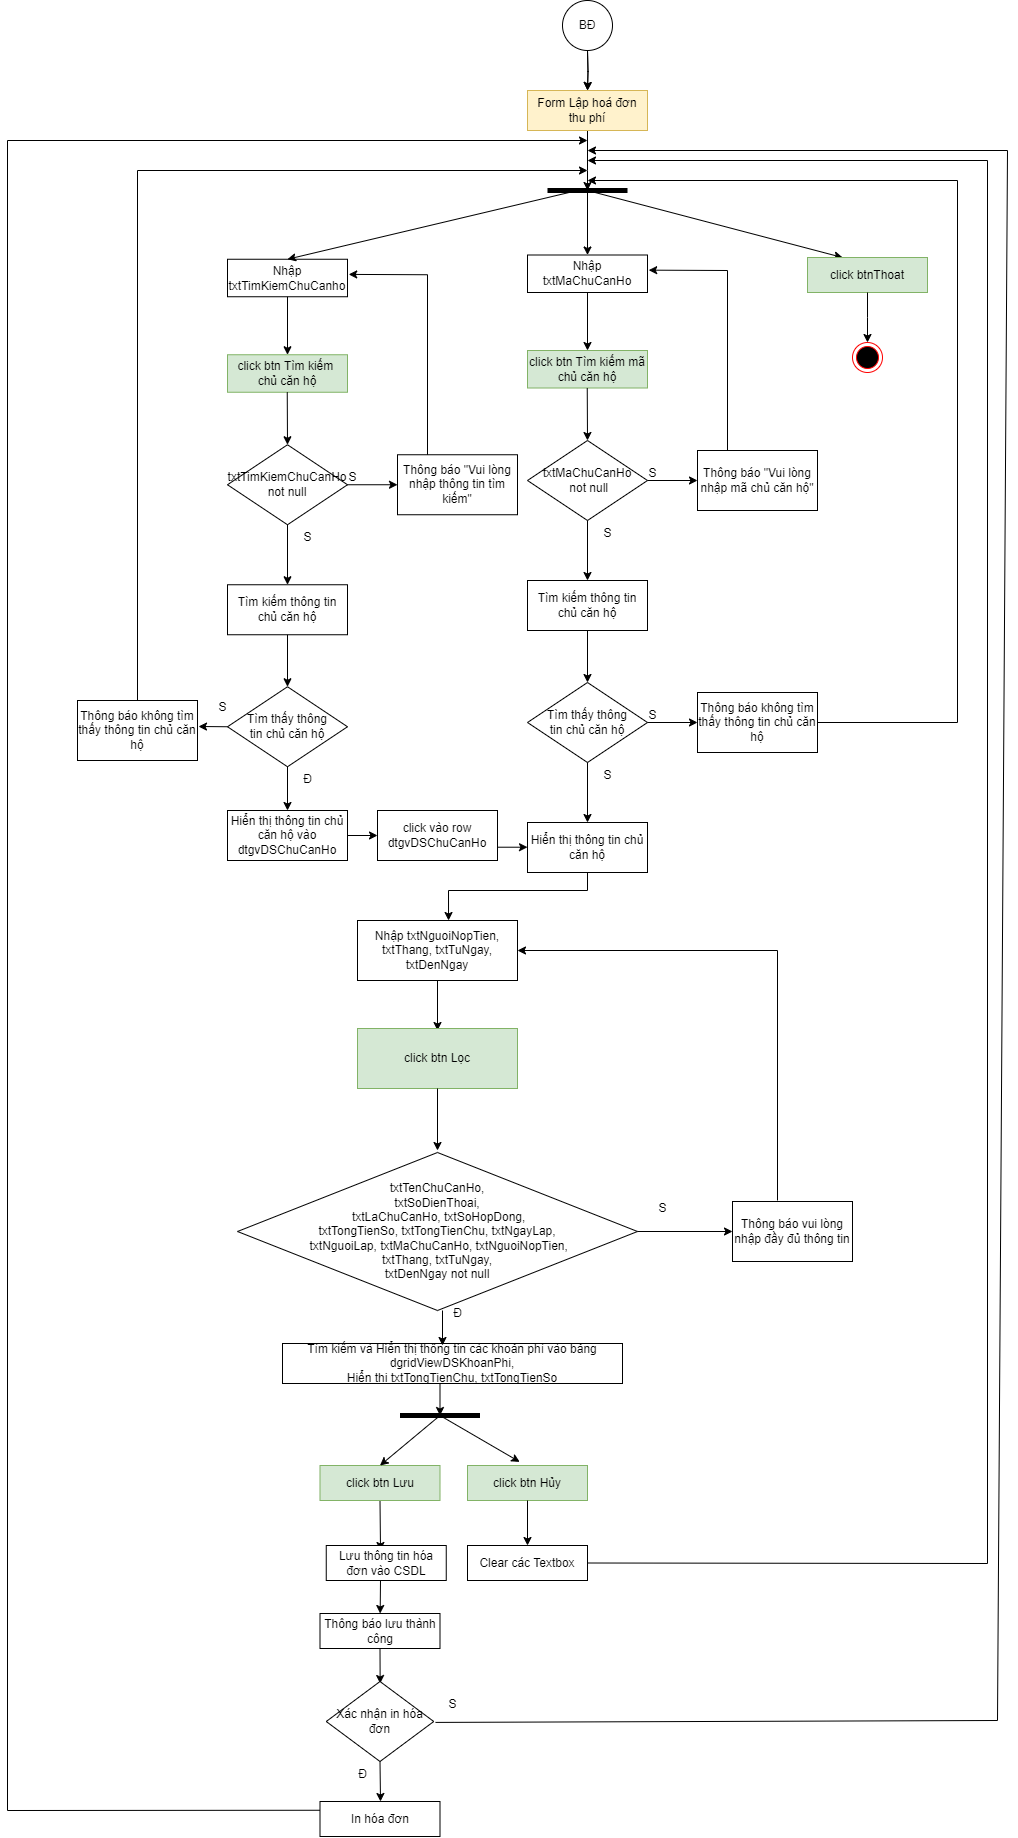 BĐ
Form Lập hoá đơn
thu phí
Nhập
txtTimKiemChuCanho
Nhập
txtMaChuCanHo
click btnThoat
click btn Tìm kiếm
chủ căn hộ
click btn Tìm kiếm mã
chủ căn hộ
txtTimKiemChuCanHo
not null
S
Thông báo "Vui lòng
nhập thông tin tìm
kiếm"
txtMaChuCanHo
not null
S
Thông báo "Vui lòng
nhập mã chủ căn hộ"
S
S
Tìm kiếm thông tin
chủ căn hộ
Tìm kiếm thông tin
chủ căn hộ
Thông báo không tìm
thấy thông tin chủ căn
hộ
S
Tìm thấy thông
tin chủ căn hộ
Tìm thấy thông
tin chủ căn hộ
S
Thông báo không tìm
thấy thông tin chủ căn
hộ
Đ
S
Hiển thị thông tin chủ
căn hộ vào
dtgvDSChuCanHo
click vào row
dtgvDSChuCanHo
Hiển thị thông tin chủ
căn hộ
Nhập txtNguoiNopTien,
txtThang, txtTuNgay,
txtDenNgay
click btn Lọc
txtTenChuCanHo,
txtSoDienThoai,
txtLaChuCanHo, txtSoHopDong,
txtTongTienSo, txtTongTienChu, txtNgayLap,
txtNguoiLap, txtMaChuCanHo, txtNguoiNopTien,
txtThang, txtTuNgay,
txtDenNgay not null
S
Thông báo vui lòng
nhập đầy đủ thông tin
Đ
Tìm kiếm và Hiển thị thông tin các khoản phí vào bảng
dgridViewDSKhoanPhi,
Hiển thị txtTongTienChu, txtTongTienSo
click btn Lưu
click btn Hủy
Lưu thông tin hóa
đơn vào CSDL
Clear các Textbox
Thông báo lưu thành
công
Xác nhận in hóa
đơn
S
Đ
In hóa đơn